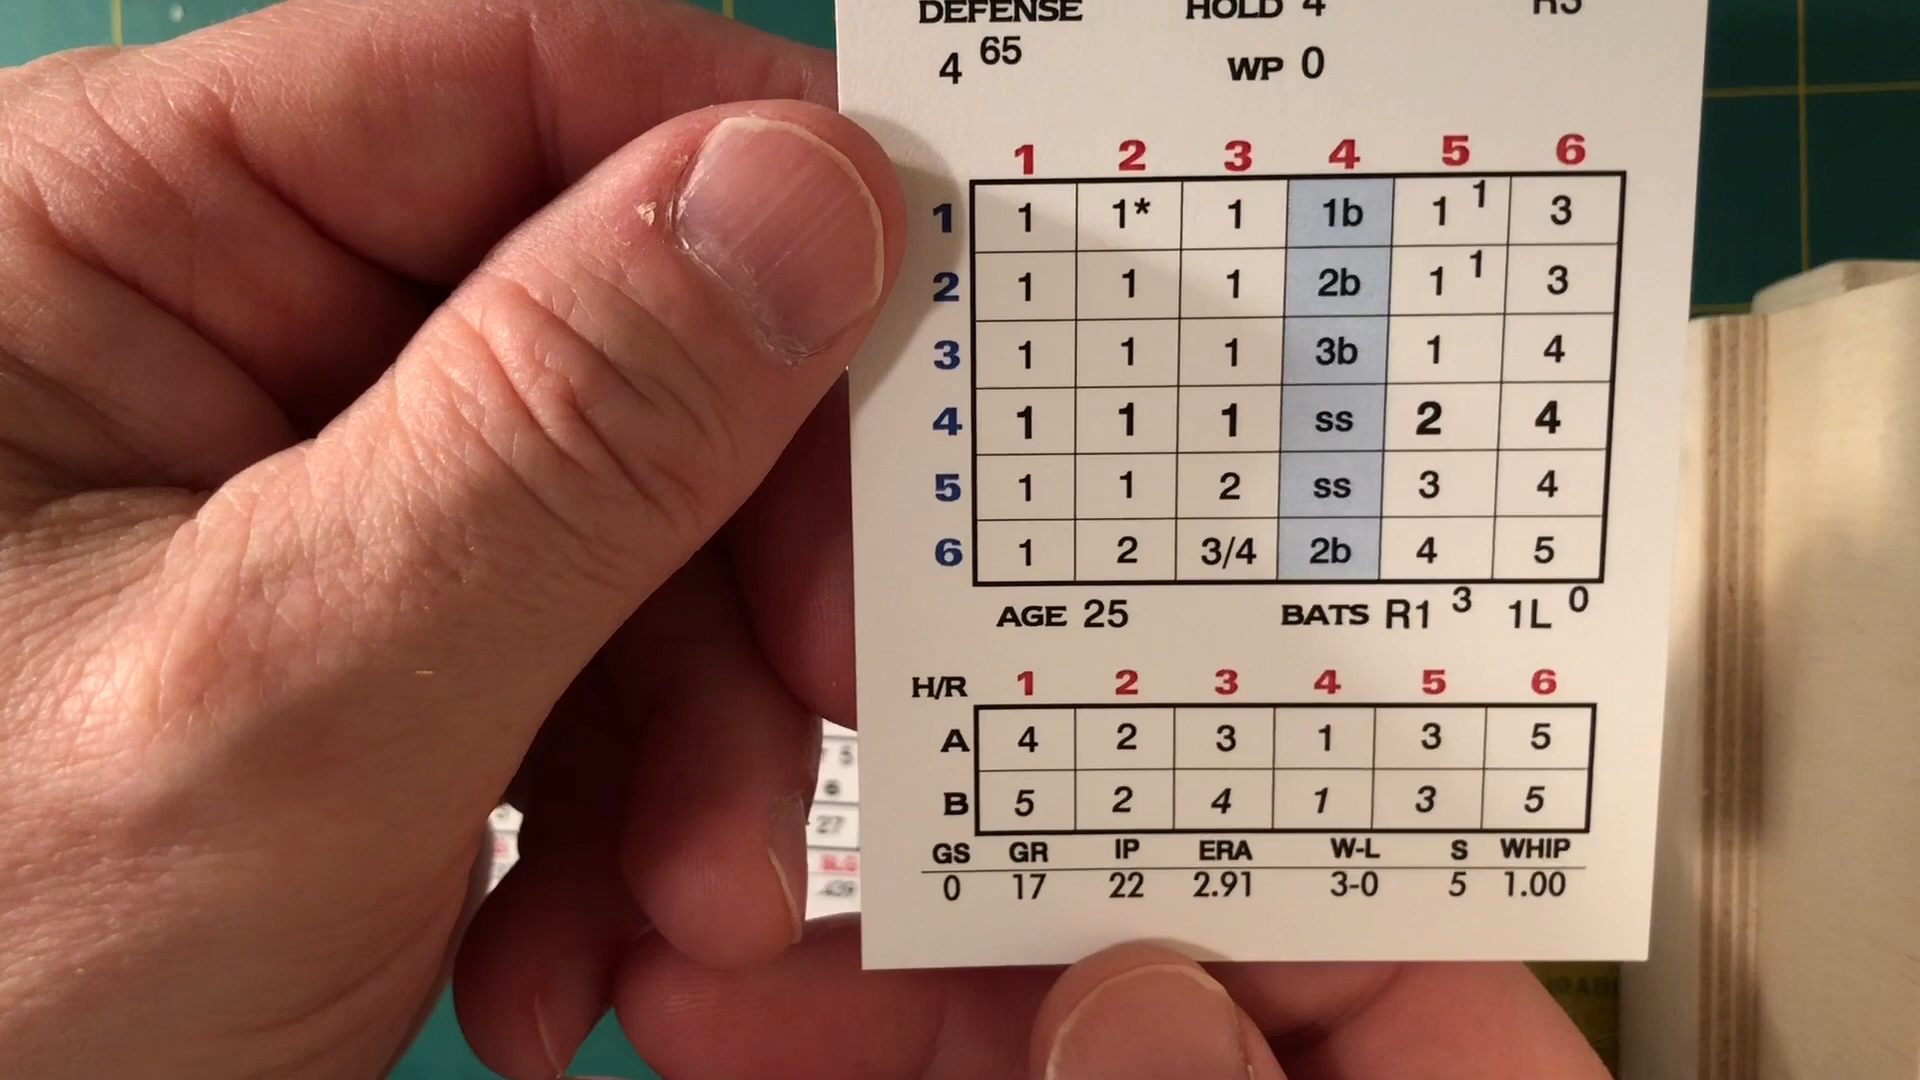 DEFENSE HOLD 4 R3
4 65 WP 0
1 2 3 4 5 6
1 1 1* 1 1b 1 1 3
2 1 1 1 2b 1 1 3
3 1 1 1 3b 1 4
4 1 1 1 ss 2 4
5 1 1 2 ss 3 4
6 1 2 3/4 2b 4 5
AGE 25 BATS R1 3 1L 0
H/R 1 2 3 4 5 6
A 4 2 3 1 3 5
B 5 2 4 1 3 5
GS GR IP ERA W-L S WHIP
0 17 22 2.91 3-0 5 1.00
5
27
SLG
.439